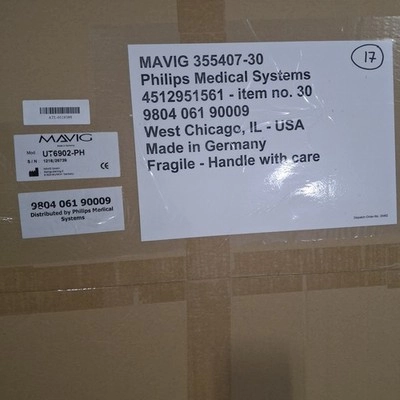 MAVIG 355407-30
Philips Medical Systems
4512951561 - item no. 30
9804 061 90009
West Chicago, IL - USA
Made in Germany
Fragile - Handle with care
17
MAVIG
UT6902-PH
S / N
9804 061 90009
Distributed by Philips Medical
Systems